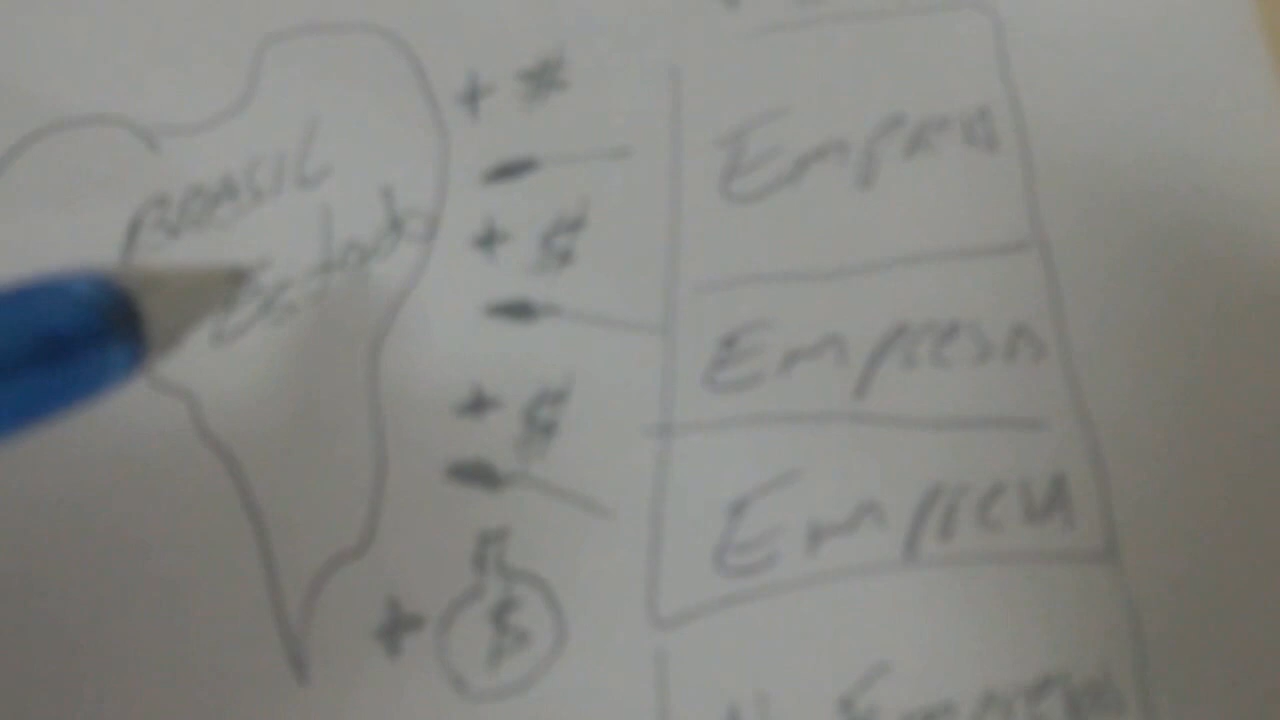 BRASIL
Estado
+ $
+ $
+ $
+ $
Empresa
Empresa
Empresa